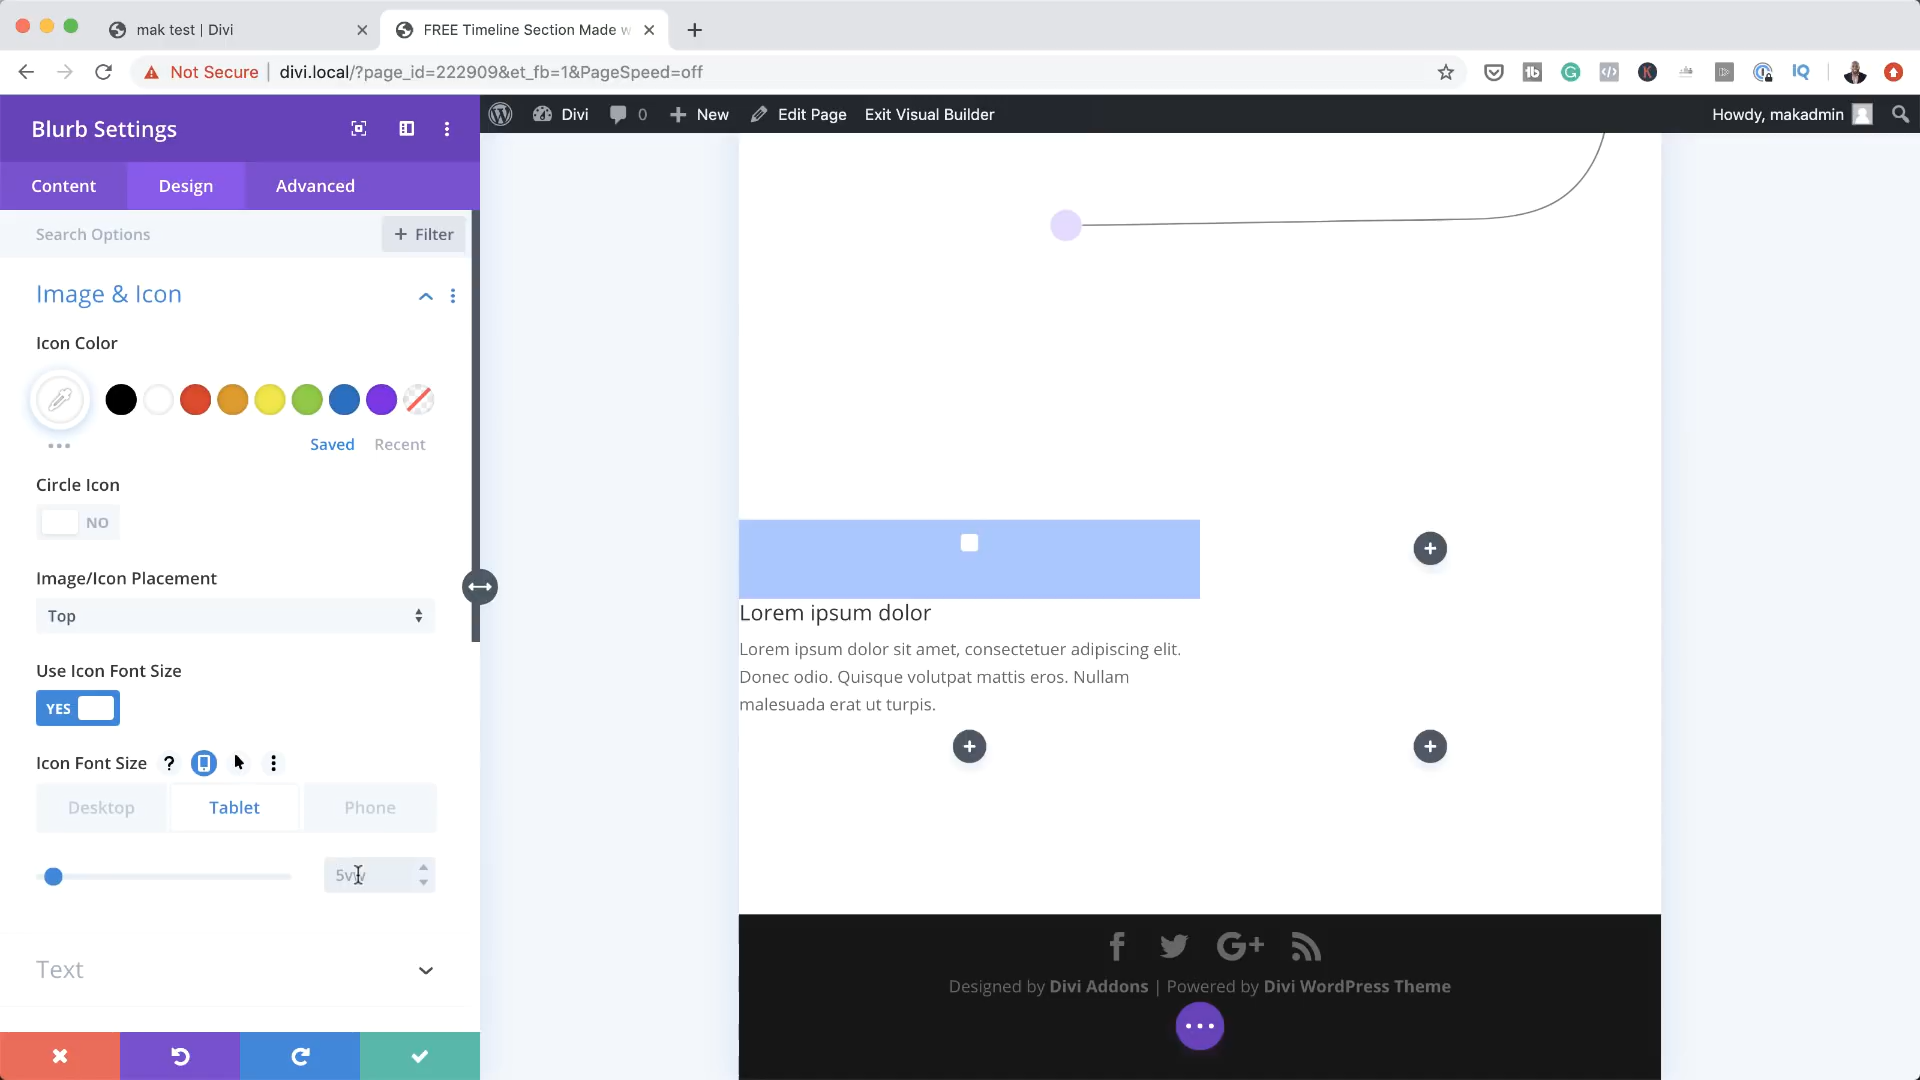 mak test | Divi
FREE Timeline Section Made w
Not Secure
divi.local/?page_id=222909&et_fb=1&PageSpeed=off
Blurb Settings
Divi
0
New
Edit Page
Exit Visual Builder
Howdy, makadmin
Content
Design
Advanced
Search Options
+ Filter
Image & Icon
Icon Color
Saved
Recent
Circle Icon
NO
Image/Icon Placement
Top
Use Icon Font Size
YES
Icon Font Size
Desktop
Tablet
Phone
5vw
Text
Lorem ipsum dolor
Lorem ipsum dolor sit amet, consectetuer adipiscing elit.
Donec odio. Quisque volutpat mattis eros. Nullam
malesuada erat ut turpis.
Designed by Divi Addons | Powered by Divi WordPress Theme